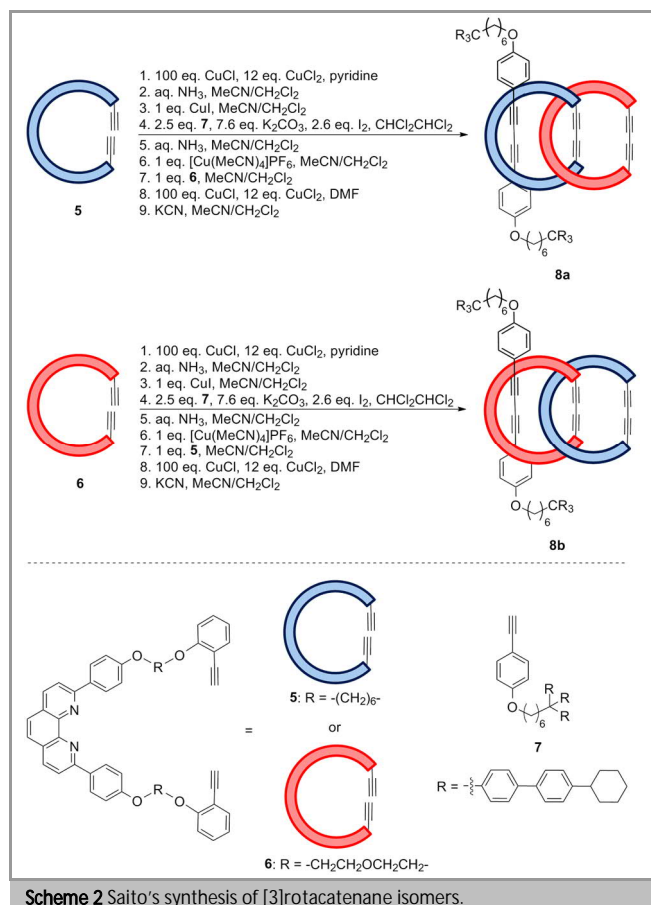 R₃C
6
O
1. 100 eq. CuCl, 12 eq. CuCl₂, pyridine
2. aq. NH₃, MeCN/CH₂Cl₂
3. 1 eq. CuI, MeCN/CH₂Cl₂
4. 2.5 eq. 7, 7.6 eq. K₂CO₃, 2.6 eq. I₂, CHCl₂CHCl₂
5. aq. NH₃, MeCN/CH₂Cl₂
6. 1 eq. [Cu(MeCN)₄]PF₆, MeCN/CH₂Cl₂
7. 1 eq. 6, MeCN/CH₂Cl₂
8. 100 eq. CuCl, 12 eq. CuCl₂, DMF
9. KCN, MeCN/CH₂Cl₂
5
O
CR₃
6
8a
R₃C
6
O
1. 100 eq. CuCl, 12 eq. CuCl₂, pyridine
2. aq. NH₃, MeCN/CH₂Cl₂
3. 1 eq. CuI, MeCN/CH₂Cl₂
4. 2.5 eq. 7, 7.6 eq. K₂CO₃, 2.6 eq. I₂, CHCl₂CHCl₂
5. aq. NH₃, MeCN/CH₂Cl₂
6. 1 eq. [Cu(MeCN)₄]PF₆, MeCN/CH₂Cl₂
7. 1 eq. 5, MeCN/CH₂Cl₂
8. 100 eq. CuCl, 12 eq. CuCl₂, DMF
9. KCN, MeCN/CH₂Cl₂
6
O
CR₃
6
8b
O R O
N
N
O R O
=
5: R = -(CH₂)₆-
or
6: R = -CH₂CH₂OCH₂CH₂-
O
R
R
R
6
7
R =
Scheme 2 Saito's synthesis of [3]rotacatenane isomers.